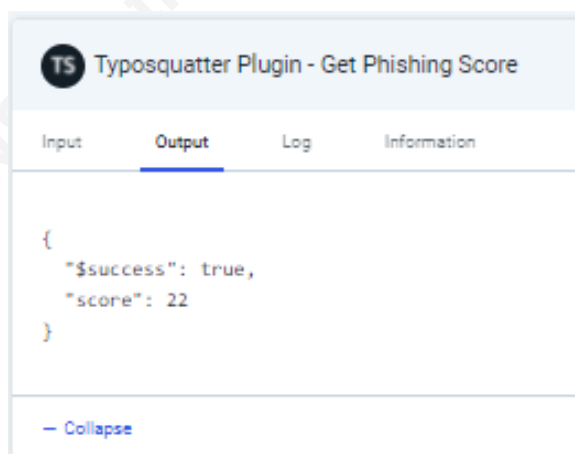 TS Typosquatter Plugin - Get Phishing Score
Input Output Log Information
{
"$success": true,
"score": 22
}
— Collapse